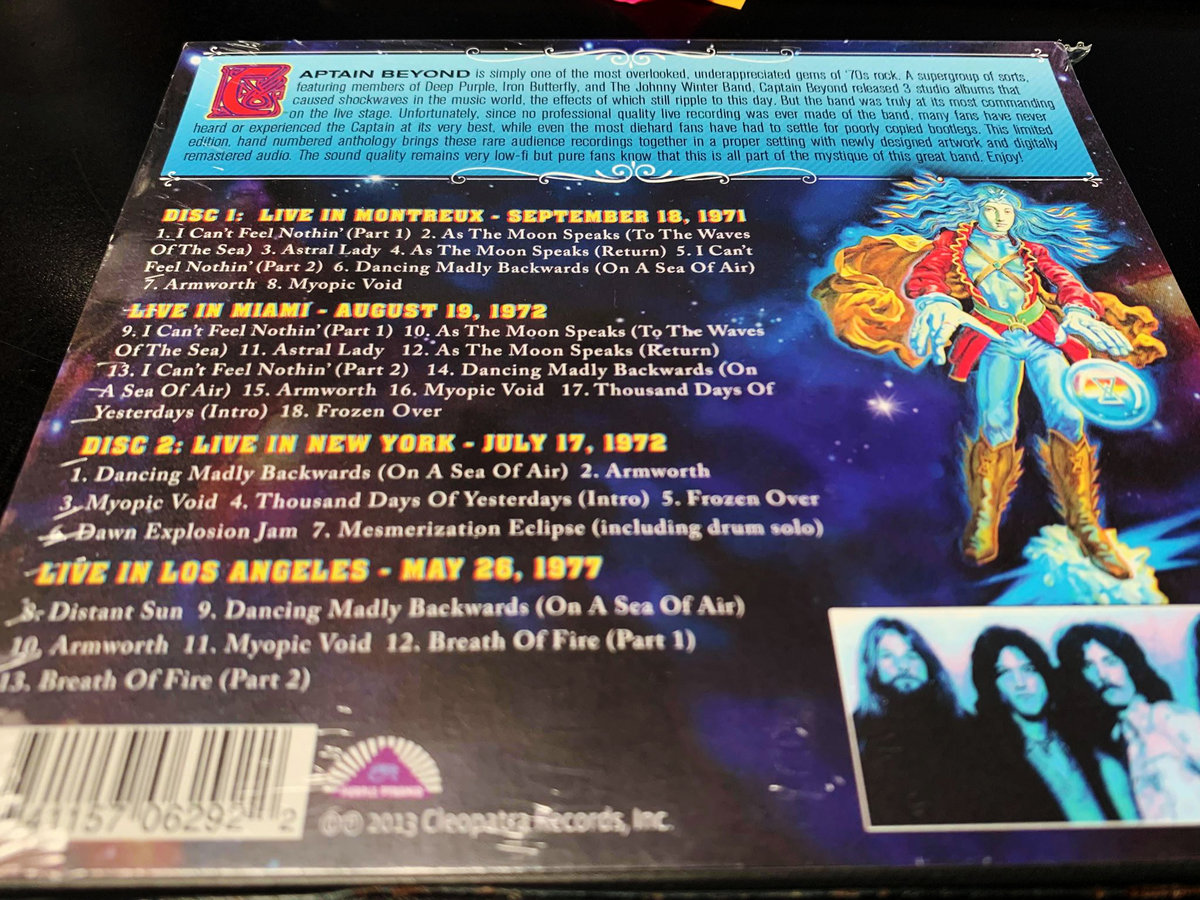 CAPTAIN BEYOND is simply one of the most overlooked, underappreciated gems of '70s rock. A supergroup of sorts,
featuring members of Deep Purple, Iron Butterfly, and The Johnny Winter Band, Captain Beyond released 3 studio albums that
caused shockwaves in the music world, the effects of which still ripple to this day. But the band was truly at its most commanding
on the live stage. Unfortunately, since no professional quality live recording was ever made of the band, many fans have never
heard or experienced the Captain at its very best, while even the most diehard fans have had to settle for poorly copied bootlegs. This limited
edition, hand numbered anthology brings these rare audience recordings together in a proper setting with newly designed artwork and digitally
remastered audio. The sound quality remains very low-fi but pure fans know that this is all part of the mystique of this great band. Enjoy!
DISC 1: LIVE IN MONTREUX - SEPTEMBER 18, 1971
1. I Can't Feel Nothin' (Part 1) 2. As The Moon Speaks (To The Waves
Of The Sea) 3. Astral Lady 4. As The Moon Speaks (Return) 5. I Can't
Feel Nothin' (Part 2) 6. Dancing Madly Backwards (On A Sea Of Air)
7. Armworth 8. Myopic Void
LIVE IN MIAMI - AUGUST 19, 1972
9. I Can't Feel Nothin' (Part 1) 10. As The Moon Speaks (To The Waves
Of The Sea) 11. Astral Lady 12. As The Moon Speaks (Return)
13. I Can't Feel Nothin' (Part 2) 14. Dancing Madly Backwards (On
A Sea Of Air) 15. Armworth 16. Myopic Void 17. Thousand Days Of
Yesterdays (Intro) 18. Frozen Over
DISC 2: LIVE IN NEW YORK - JULY 17, 1972
1. Dancing Madly Backwards (On A Sea Of Air) 2. Armworth
3. Myopic Void 4. Thousand Days Of Yesterdays (Intro) 5. Frozen Over
6. Dawn Explosion Jam 7. Mesmerization Eclipse (including drum solo)
LIVE IN LOS ANGELES - MAY 26, 1977
8. Distant Sun 9. Dancing Madly Backwards (On A Sea Of Air)
10. Armworth 11. Myopic Void 12. Breath Of Fire (Part 1)
13. Breath Of Fire (Part 2)
41157 06292 2
PURPLE PYRAMID
℗© 2013 Cleopatra Records, Inc.